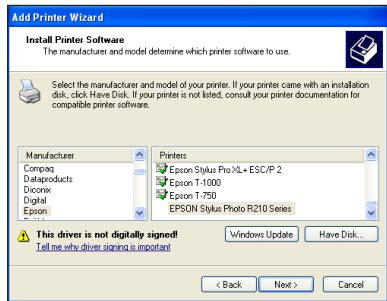 Add Printer Wizard
Install Printer Software
The manufacturer and model determine which printer software to use.
Select the manufacturer and model of your printer. If your printer came with an installation
disk, click Have Disk. If your printer is not listed, consult your printer documentation for
compatible printer software.
Manufacturer
Compaq
Dataproducts
Diconix
Digital
Epson
Printers
Epson Stylus Pro XL+ ESC/P 2
Epson T-1000
Epson T-750
EPSON Stylus Photo R210 Series
This driver is not digitally signed!
Tell me why driver signing is important
Windows Update
Have Disk...
< Back
Next >
Cancel